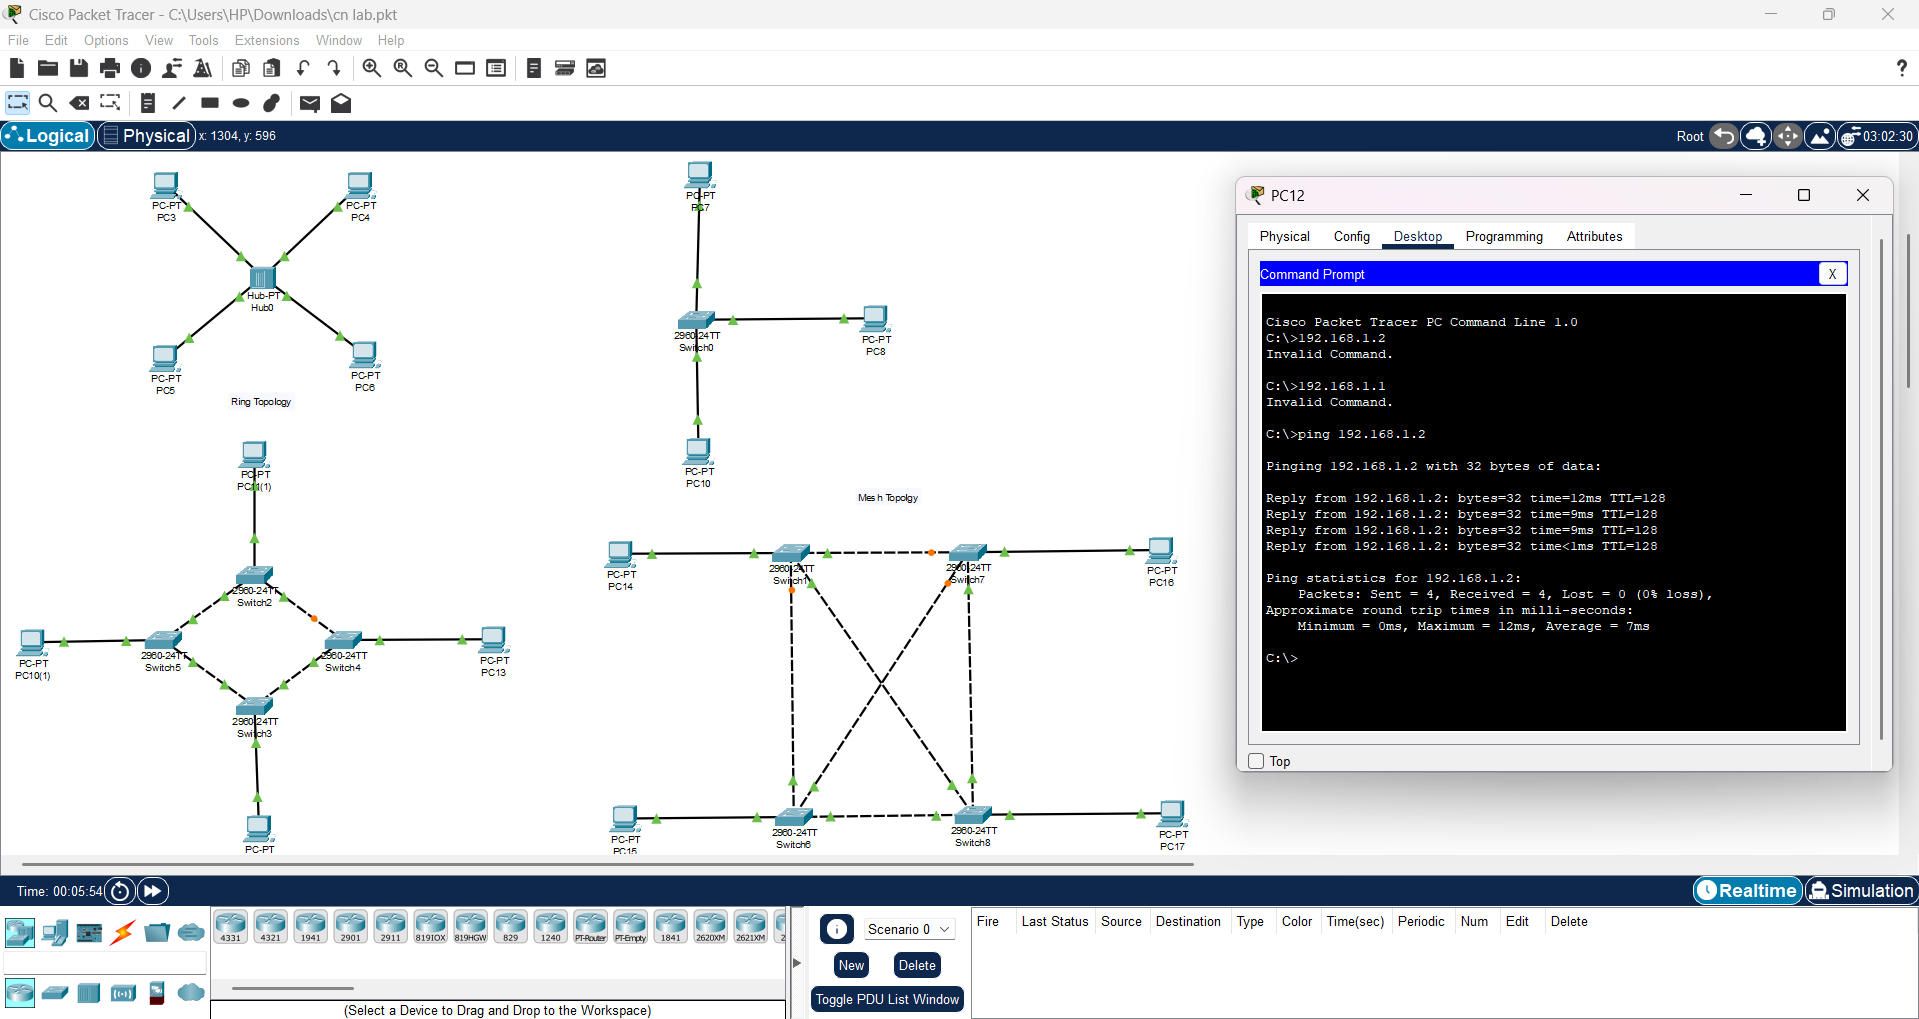 Cisco Packet Tracer - C:\Users\HP\Downloads\cn lab.pkt
File Edit Options View Tools Extensions Window Help
?
Logical Physical x: 1304, y: 596 Root 03:02:30
PC-PT
PC3
PC-PT
PC4
Hub-PT
Hub0
PC-PT
PC5
PC-PT
PC6
Ring Topology
PC-PT
PC7
2960-24TT
Switch0
PC-PT
PC8
PC-PT
PC10
Mesh Topolgy
PC-PT
PC11(1)
2960-24TT
Switch2
2960-24TT
Switch5
2960-24TT
Switch4
2960-24TT
Switch3
PC-PT
PC10(1)
PC-PT
PC13
PC-PT
PC-PT
PC14
2960-24TT
Switch1
2960-24TT
Switch7
PC-PT
PC16
PC-PT
PC15
2960-24TT
Switch6
2960-24TT
Switch8
PC-PT
PC17
PC12
Physical Config Desktop Programming Attributes
Command Prompt X
Cisco Packet Tracer PC Command Line 1.0
C:\>192.168.1.2
Invalid Command.
C:\>192.168.1.1
Invalid Command.
C:\>ping 192.168.1.2
Pinging 192.168.1.2 with 32 bytes of data:
Reply from 192.168.1.2: bytes=32 time=12ms TTL=128
Reply from 192.168.1.2: bytes=32 time=9ms TTL=128
Reply from 192.168.1.2: bytes=32 time=9ms TTL=128
Reply from 192.168.1.2: bytes=32 time<1ms TTL=128
Ping statistics for 192.168.1.2:
Packets: Sent = 4, Received = 4, Lost = 0 (0% loss),
Approximate round trip times in milli-seconds:
Minimum = 0ms, Maximum = 12ms, Average = 7ms
C:\>
Top
Time: 00:05:54 Realtime Simulation
4331 4321 1941 2901 2911 819IOX 819HGW 829 1240 PT-Router PT-Empty 1841 2620XM 2621XM 2
(Select a Device to Drag and Drop to the Workspace)
Scenario 0
New Delete
Toggle PDU List Window
Fire Last Status Source Destination Type Color Time(sec) Periodic Num Edit Delete